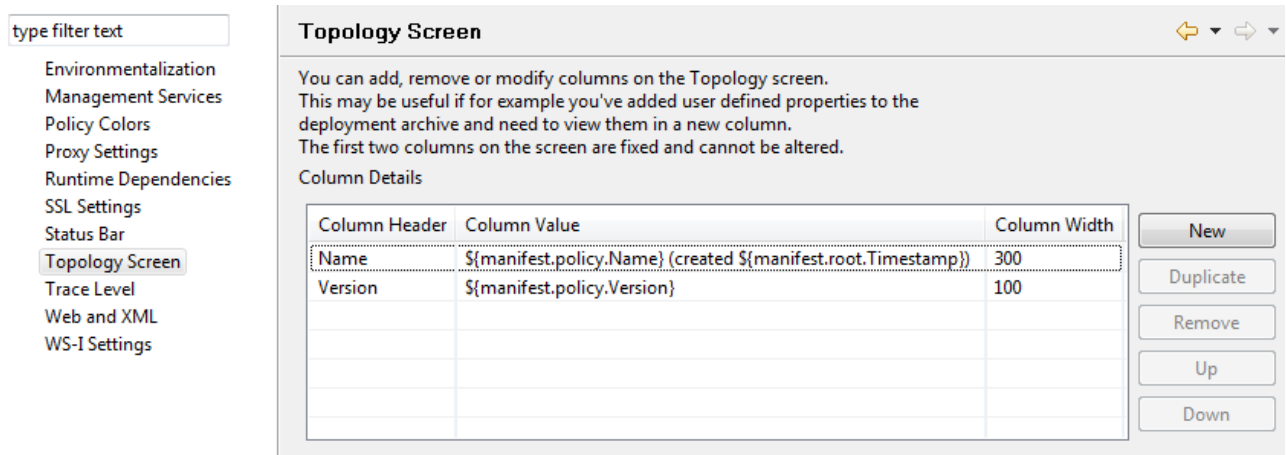 type filter text
Environmentalization
Management Services
Policy Colors
Proxy Settings
Runtime Dependencies
SSL Settings
Status Bar
Topology Screen
Trace Level
Web and XML
WS-I Settings
Topology Screen
You can add, remove or modify columns on the Topology screen.
This may be useful if for example you've added user defined properties to the
deployment archive and need to view them in a new column.
The first two columns on the screen are fixed and cannot be altered.
Column Details
Column Header Column Value Column Width
Name ${manifest.policy.Name} (created ${manifest.root.Timestamp}) 300
Version ${manifest.policy.Version} 100
New
Duplicate
Remove
Up
Down